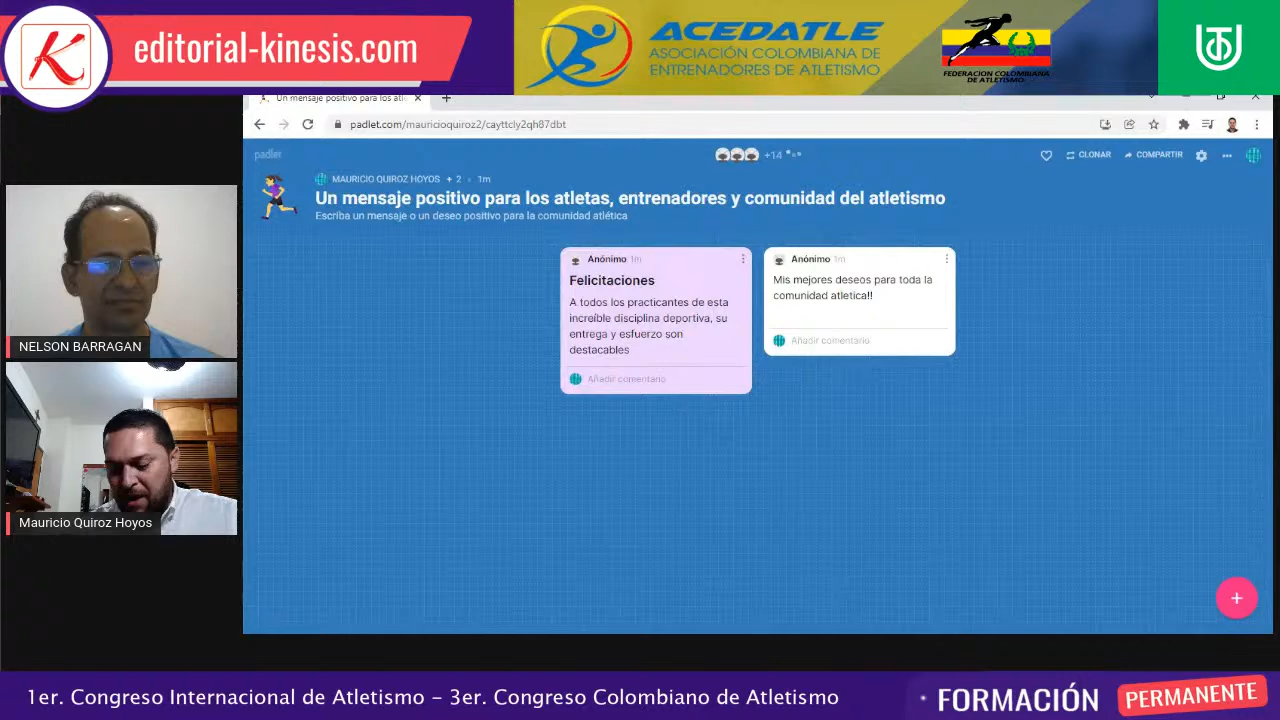 K
editorial-kinesis.com
ACEDATLE
ASOCIACIÓN COLOMBIANA DE
ENTRENADORES DE ATLETISMO
FEDERACION COLOMBIANA
DE ATLETISMO
Un mensaje positivo para los atle
padlet.com/mauricioquiroz2/cayttcly2qh87dbt
padlet
+14
CLONAR
COMPARTIR
MAURICIO QUIROZ HOYOS + 2 • 1m
Un mensaje positivo para los atletas, entrenadores y comunidad del atletismo
Escriba un mensaje o un deseo positivo para la comunidad atlética
Anónimo 1m
Felicitaciones
A todos los practicantes de esta
increíble disciplina deportiva, su
entrega y esfuerzo son
destacables
Añadir comentario
Anónimo 1m
Mis mejores deseos para toda la
comunidad atletica!!
Añadir comentario
NELSON BARRAGAN
Mauricio Quiroz Hoyos
1er. Congreso Internacional de Atletismo – 3er. Congreso Colombiano de Atletismo
FORMACIÓN
PERMANENTE